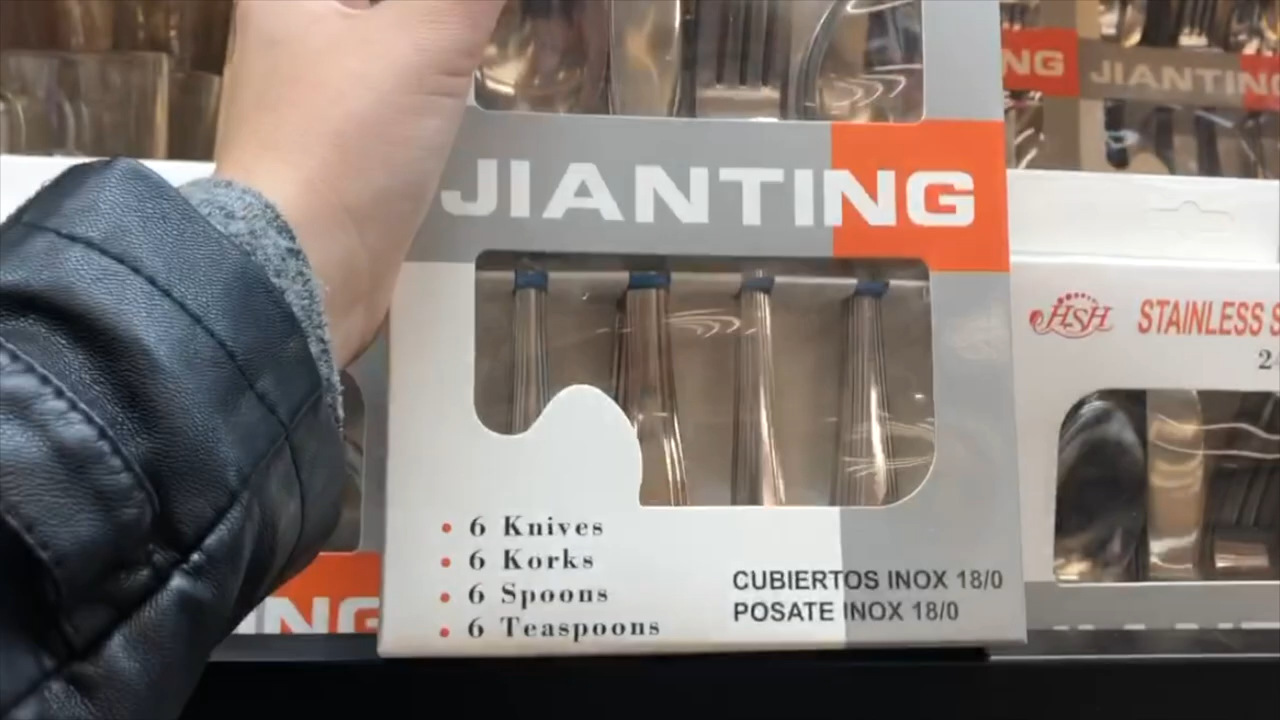 NG
JIANTING
JIANTING
HSH
STAINLESS S
2
6 Knives
6 Korks
6 Spoons
6 Teaspoons
CUBIERTOS INOX 18/0
POSATE INOX 18/0
NG